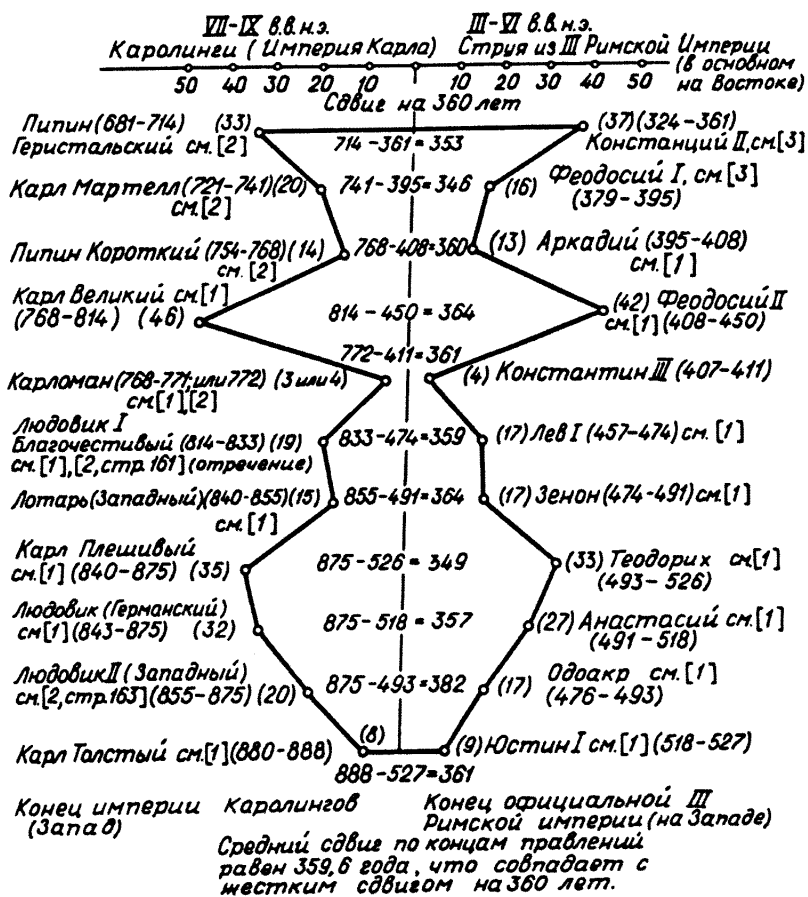 VII-IX в.в.н.э.
Каролинги (Империя Карла)
III-VI в.в.н.э.
Струя из III Римской Империи
(в основном
на Востоке)
50 40 30 20 10 10 20 30 40 50
Сдвиг на 360 лет
Пипин (681-714) (33)
Геристальский см.[2]
714-361=353
(37)(324-361)
Констанций II, см[3]
Карл Мартелл (721-741)(20)
см.[2]
741-395=346
(16) Феодосий I, см.[3]
(379-395)
Пипин Короткий (754-768)(14)
см.[2]
768-408=360
(13) Аркадий (395-408)
см.[1]
Карл Великий см.[1]
(768-814) (46)
814-450=364
(42) Феодосий II
см.[1] (408-450)
772-411=361
Карломан (768-771; или 772) (3 или 4)
см[1],[2]
(4) Константин III (407-411)
Людовик I
Благочестивый (814-833) (19)
см.[1],[2,стр.161] (отречение)
833-474=359
(17) Лев I (457-474) см.[1]
Лотарь (Западный)(840-855)(15)
см.[1]
855-491=364
(17) Зенон (474-491) см.[1]
Карл Плешивый
см.[1] (840-875) (35)
875-526=349
(33) Теодорих см[1]
(493-526)
Людовик (Германский)
см[1] (843-875) (32)
875-518=357
(27) Анастасий см.[1]
(491-518)
Людовик II (Западный)
см.[2,стр.163] (855-875) (20)
875-493=382
(17) Одоакр см.[1]
(476-493)
Карл Толстый см.[1] (880-888)
(8)
(9) Юстин I см.[1] (518-527)
888-527=361
Конец империи Каролингов
(Запад)
Конец официальной III
Римской империи (на Западе)
Средний сдвиг по концам правлений
равен 359,6 года, что совпадает с
жестким сдвигом на 360 лет.